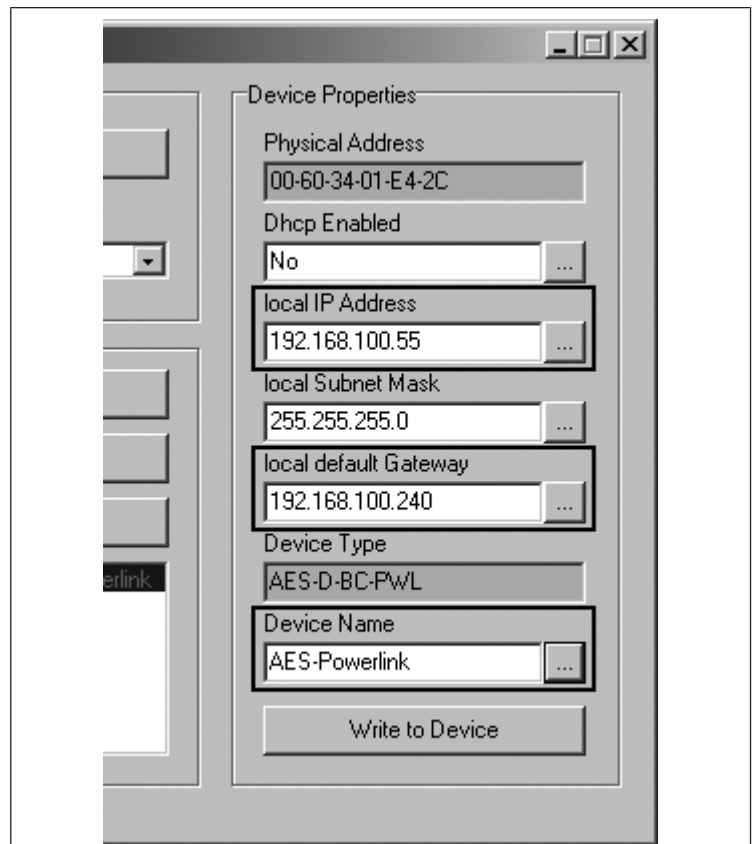 Device Properties
Physical Address
00-60-34-01-E4-2C
Dhcp Enabled
No
...
local IP Address
192.168.100.55
...
local Subnet Mask
255.255.255.0
...
local default Gateway
192.168.100.240
...
Device Type
erlink
AES-D-BC-PWL
Device Name
AES-Powerlink
...
Write to Device